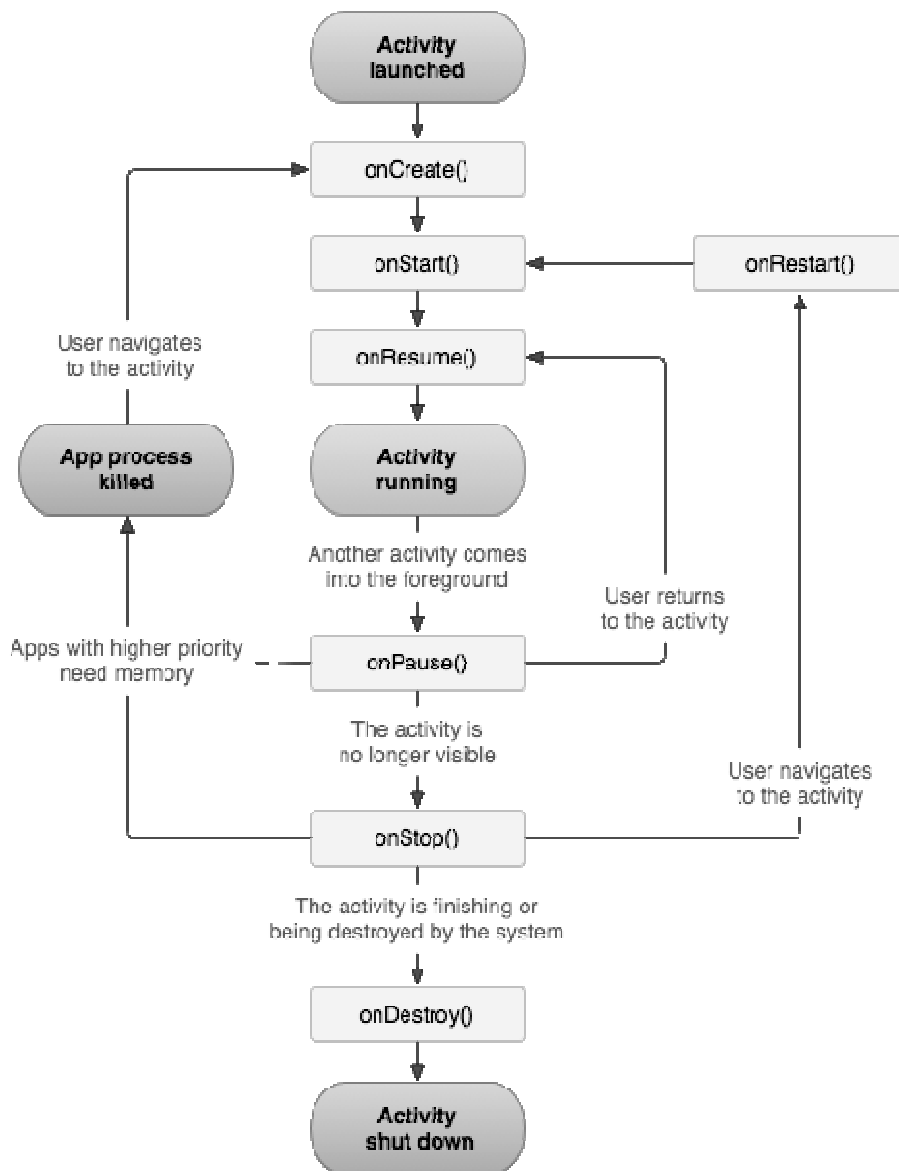 Activity
launched
onCreate()
onStart()
onRestart()
User navigates
to the activity
onResume()
App process
killed
Activity
running
Another activity comes
into the foreground
User returns
to the activity
Apps with higher priority
need memory
onPause()
The activity is
no longer visible
User navigates
to the activity
onStop()
The activity is finishing or
being destroyed by the system
onDestroy()
Activity
shut down